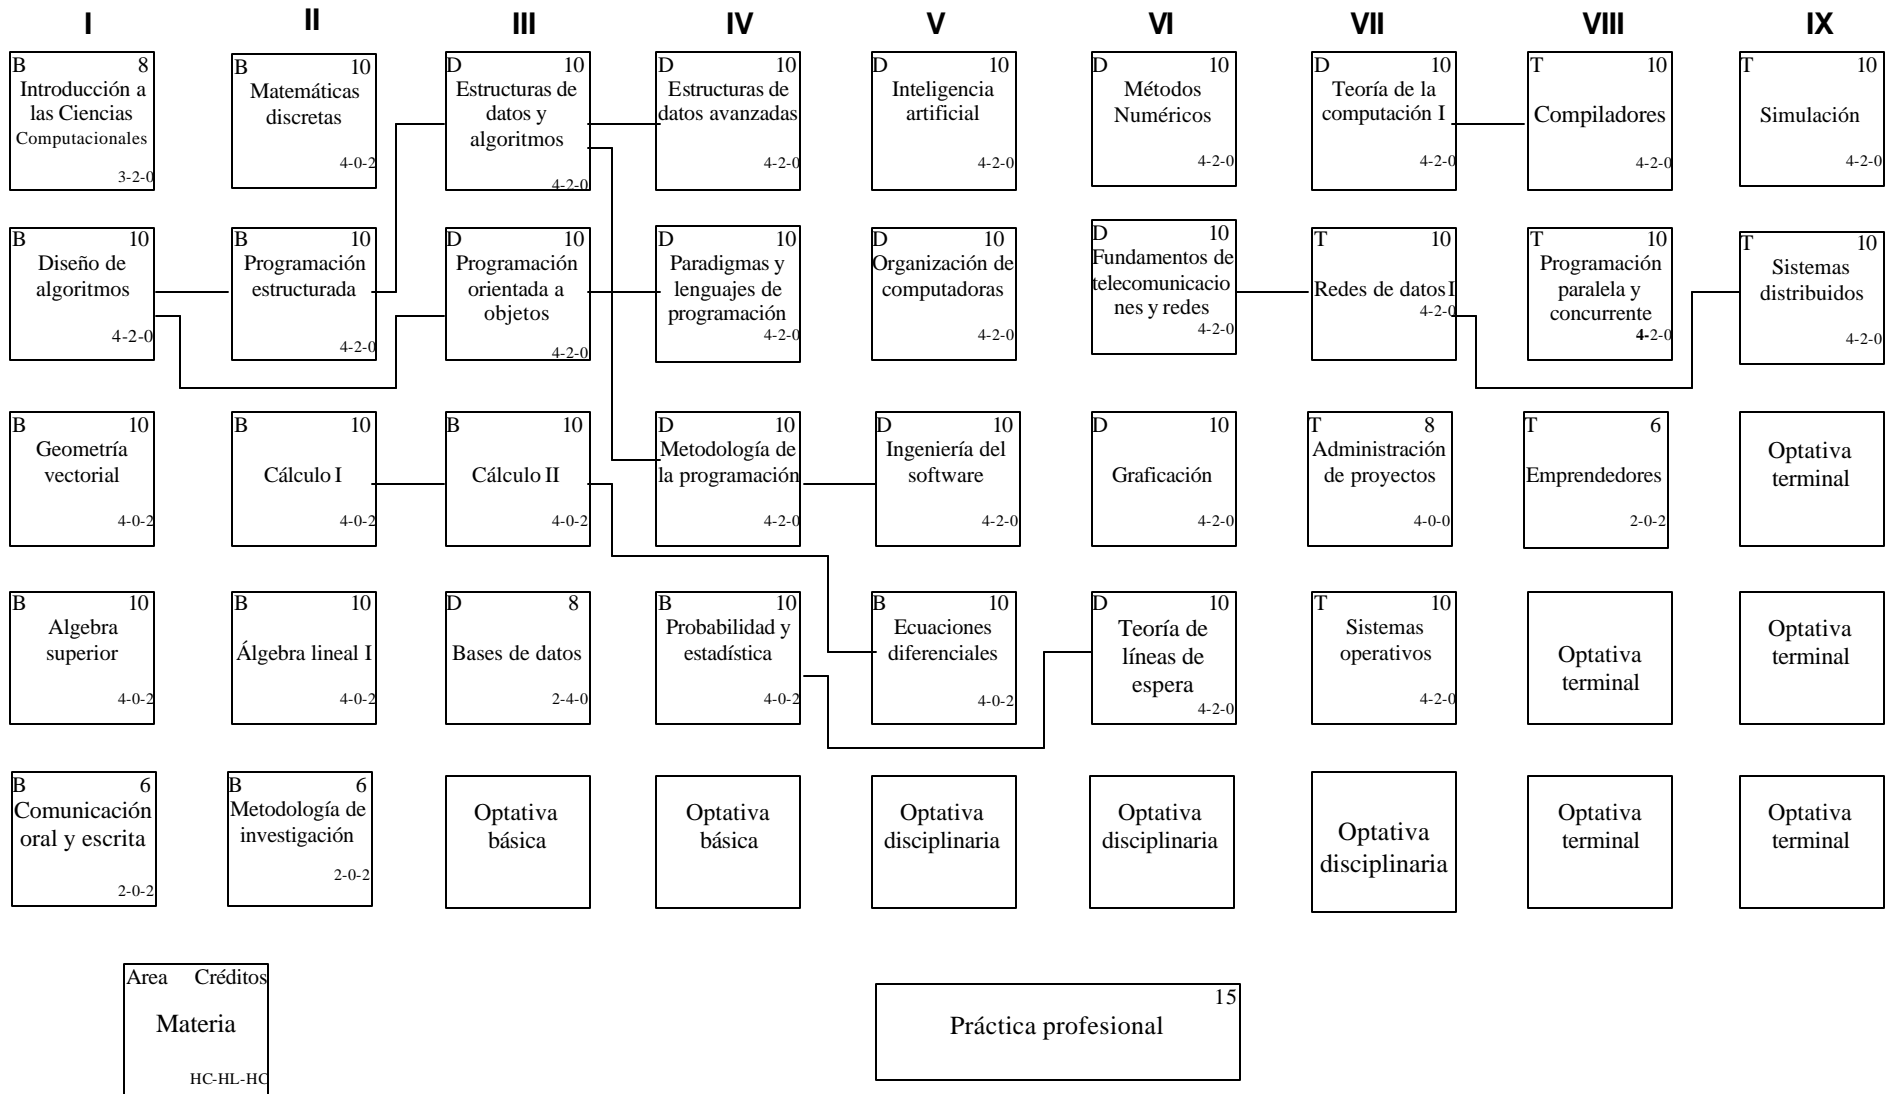 I II III IV V VI VII VIII IX
B 8
Introducción a
las Ciencias
Computacionales
3-2-0
B 10
Matemáticas
discretas
4-0-2
D 10
Estructuras de
datos y
algoritmos
4-2-0
D 10
Estructuras de
datos avanzadas
4-2-0
D 10
Inteligencia
artificial
4-2-0
D 10
Métodos
Numéricos
4-2-0
D 10
Teoría de la
computación I
4-2-0
T 10
Compiladores
4-2-0
T 10
Simulación
4-2-0
B 10
Diseño de
algoritmos
4-2-0
B 10
Programación
estructurada
4-2-0
D 10
Programación
orientada a
objetos
4-2-0
D 10
Paradigmas y
lenguajes de
programación
4-2-0
D 10
Organización de
computadoras
4-2-0
D 10
Fundamentos de
telecomunicacio
nes y redes
4-2-0
T 10
Redes de datos I
4-2-0
T 10
Programación
paralela y
concurrente
4-2-0
T 10
Sistemas
distribuidos
4-2-0
B 10
Geometría
vectorial
4-0-2
B 10
Cálculo I
4-0-2
B 10
Cálculo II
4-0-2
D 10
Metodología de
la programación
4-2-0
D 10
Ingeniería del
software
4-2-0
D 10
Graficación
4-2-0
T 8
Administración
de proyectos
4-0-0
T 6
Emprendedores
2-0-2
Optativa
terminal
B 10
Algebra
superior
4-0-2
B 10
Álgebra lineal I
4-0-2
D 8
Bases de datos
2-4-0
B 10
Probabilidad y
estadística
4-0-2
B 10
Ecuaciones
diferenciales
4-0-2
D 10
Teoría de
líneas de
espera
4-2-0
T 10
Sistemas
operativos
4-2-0
Optativa
terminal
Optativa
terminal
B 6
Comunicación
oral y escrita
2-0-2
B 6
Metodología de
investigación
2-0-2
Optativa
básica
Optativa
básica
Optativa
disciplinaria
Optativa
disciplinaria
Optativa
disciplinaria
Optativa
terminal
Optativa
terminal
Area Créditos
Materia
HC-HL-HC
15
Práctica profesional